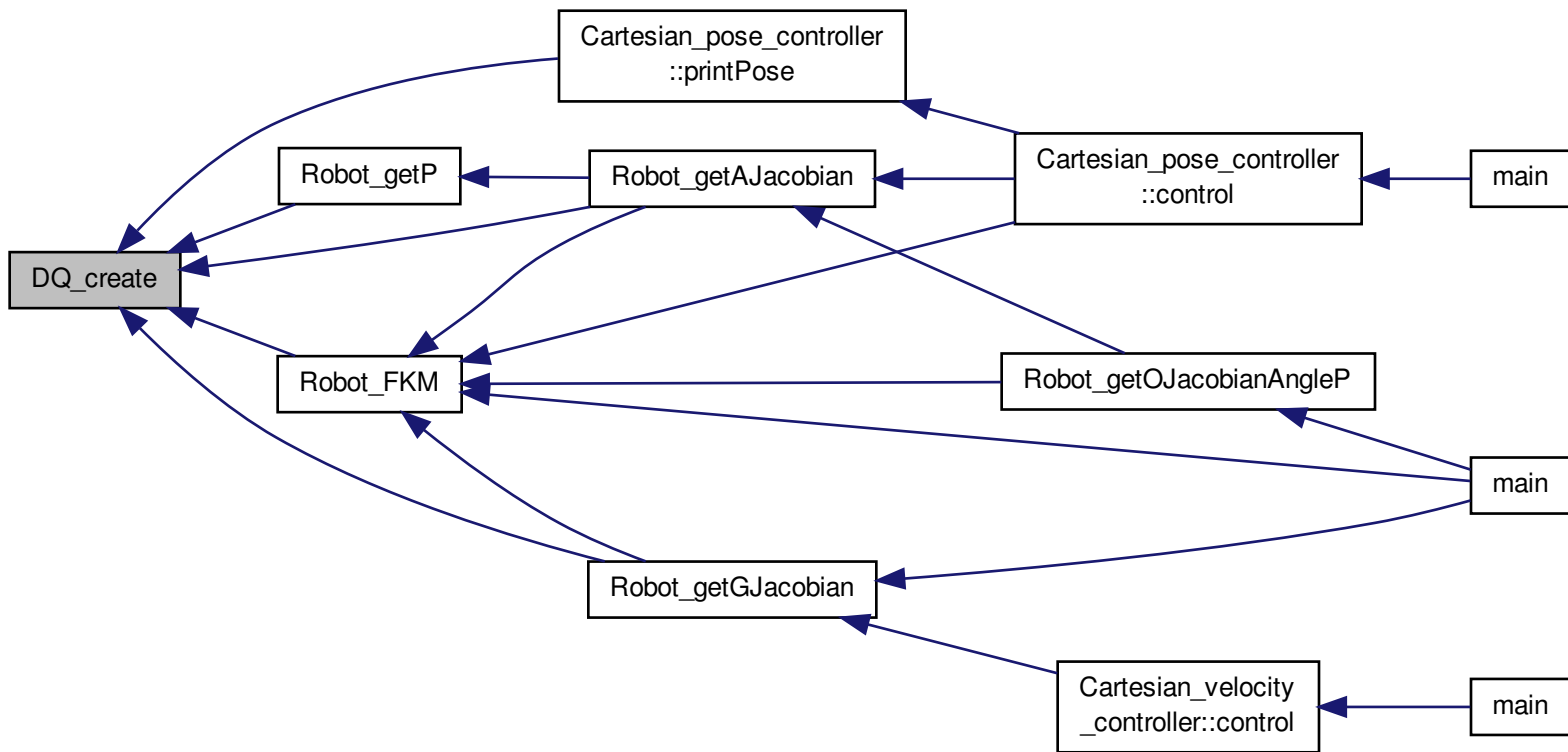 Cartesian_pose_controller
::printPose
Robot_getP
Robot_getAJacobian
Cartesian_pose_controller
::control
main
DQ_create
Robot_FKM
Robot_getOJacobianAngleP
main
Robot_getGJacobian
Cartesian_velocity
_controller::control
main